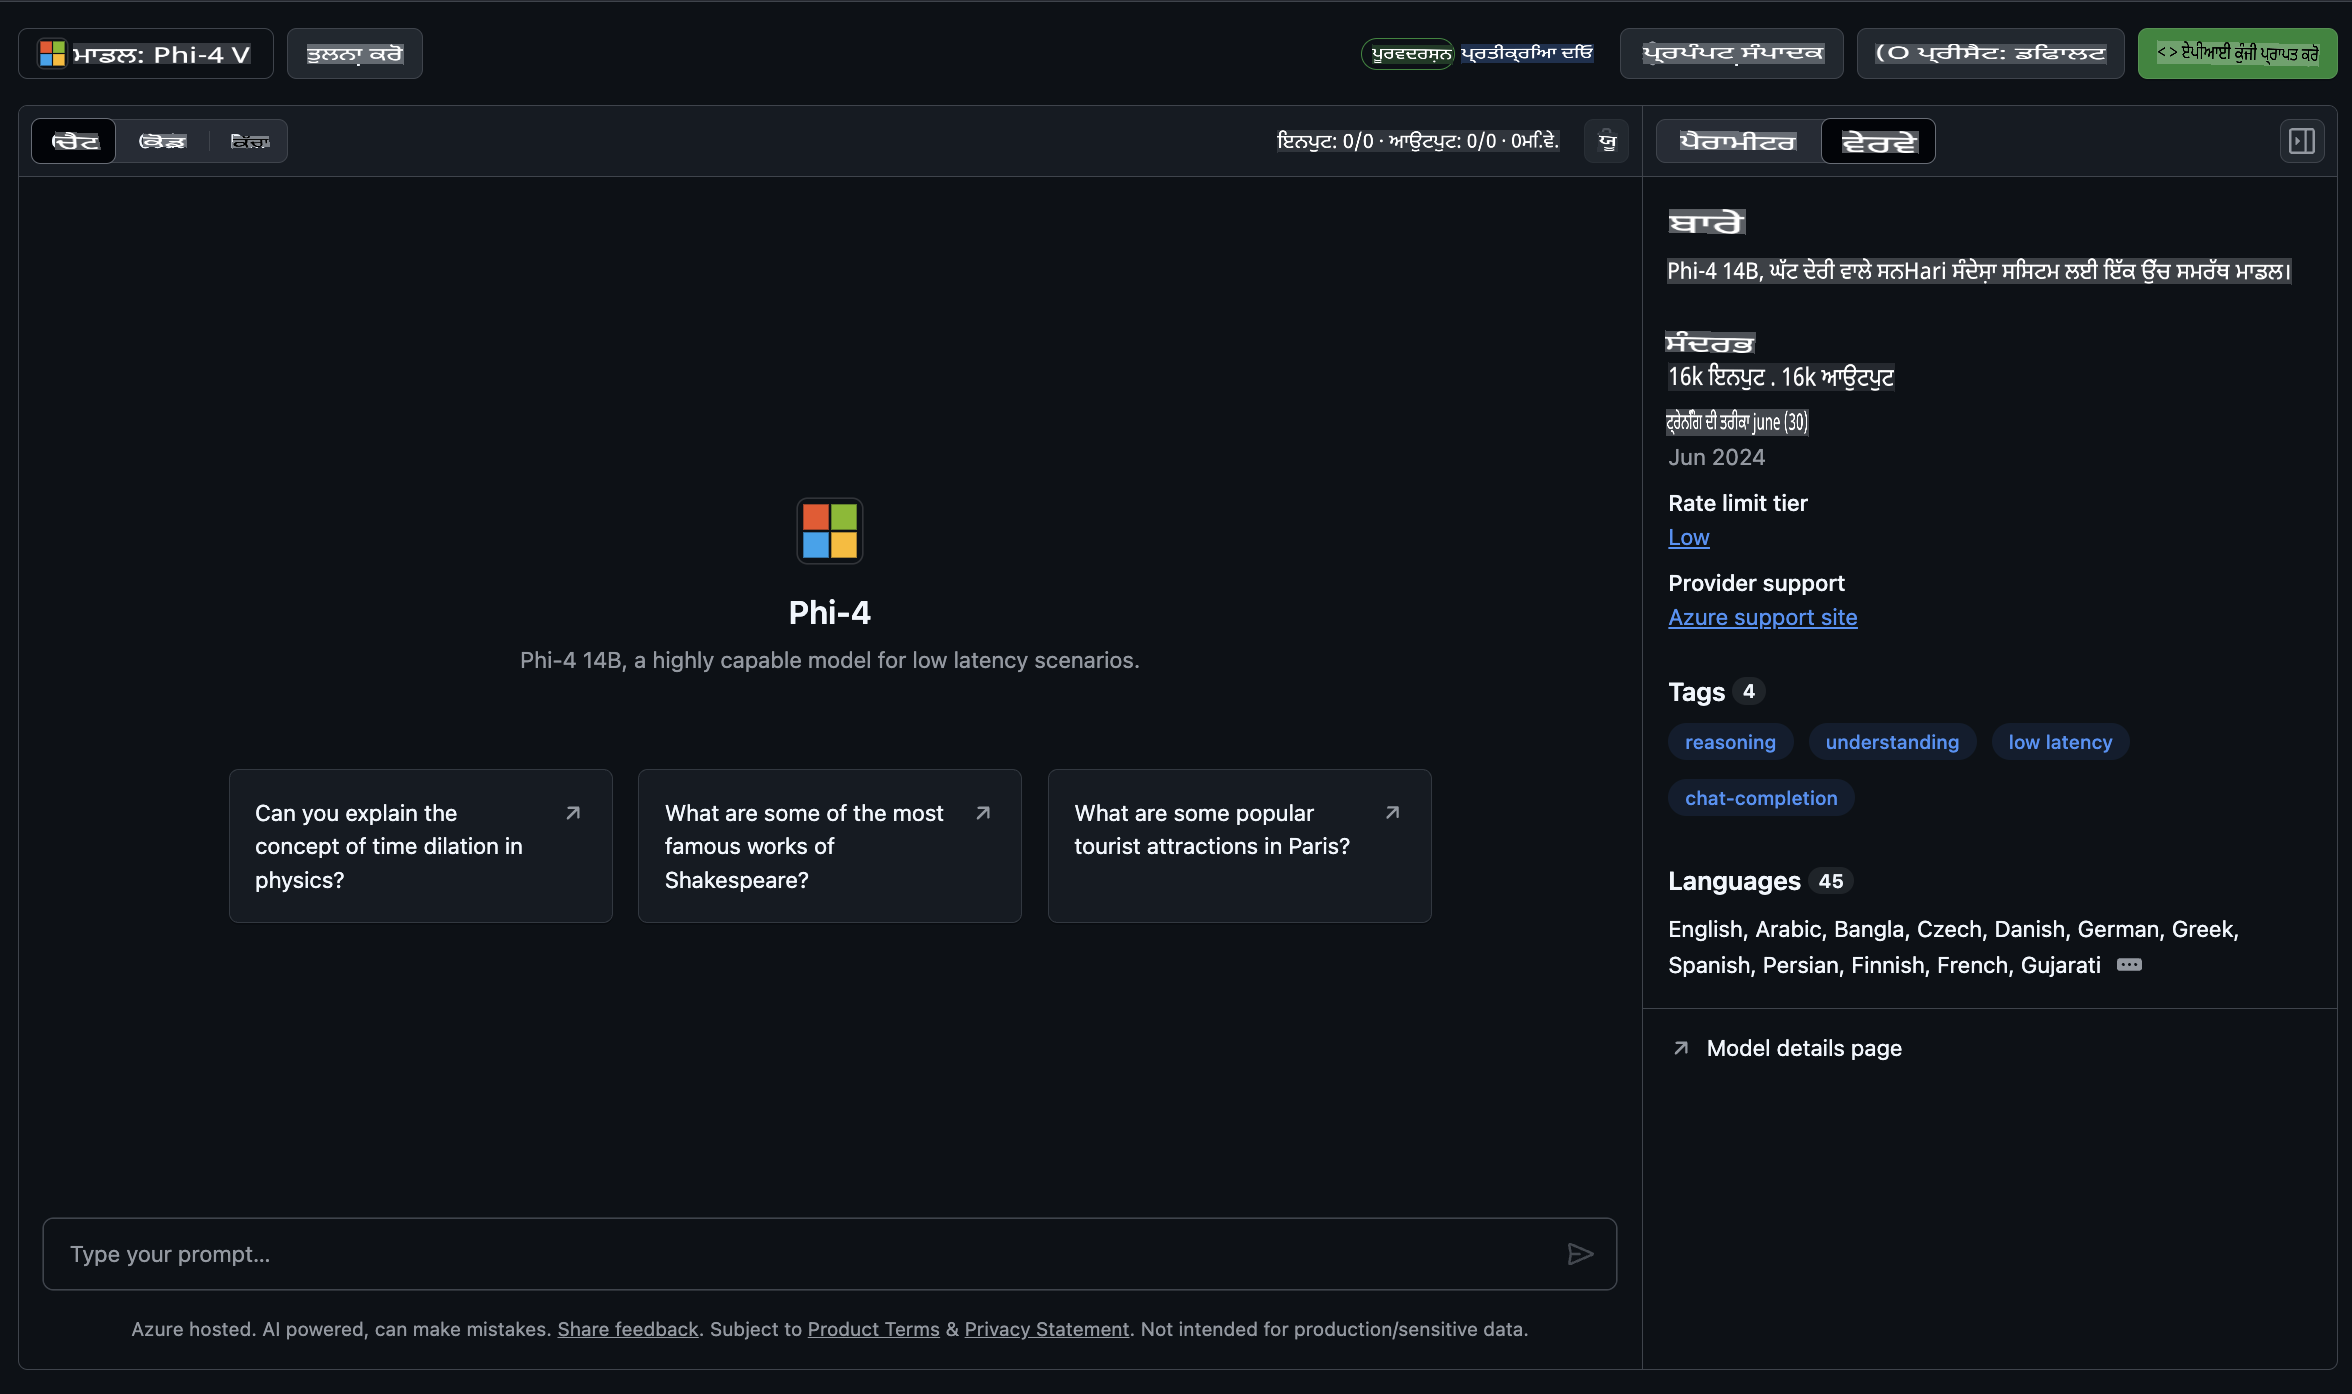 ਮਾਡਲ: Phi-4 V
ਤੁਲਨਾ ਕਰੋ
ਪੂਰਵਦਰਸ਼ਨ
ਪ੍ਰਤੀਕ੍ਰਿਆ ਦਿਓ
ਸੰਪਾਦਕ
ਪ੍ਰੀਸੈਟ: ਡਿਫਾਲਟ
<> ਏਪੀਆਈ ਕੁੰਜੀ ਪ੍ਰਾਪਤ ਕਰੋ
ਚੈਟ
ਕੋਡ
ਇਨਪੁਟ: 0/0 · ਆਉਟਪੁਟ: 0/0 · 0ਮਿ.ਵੇ.
ਪੈਰਾਮੀਟਰ
ਵੇਰਵੇ
Phi-4
Phi-4 14B, a highly capable model for low latency scenarios.
Can you explain the
concept of time dilation in
physics?
What are some of the most
famous works of
Shakespeare?
What are some popular
tourist attractions in Paris?
Type your prompt...
Azure hosted. AI powered, can make mistakes. Share feedback. Subject to Product Terms & Privacy Statement. Not intended for production/sensitive data.
ਬਾਰੇ
Phi-4 14B, ਘੱਟ ਦੇਰੀ ਵਾਲੇ ਸਨHari ਸੰਦੇਸ਼ਾ ਸਿਸਟਮ ਲਈ ਇੱਕ ਉੱਚ ਸਮਰੱਥ ਮਾਡਲ।
ਸੰਦਰਭ
16k ਇਨਪੁਟ . 16k ਆਉਟਪੁਟ
ਟ੍ਰੇਨਿੰਗ ਦੀ ਤਰੀਕਾ june (30)
Jun 2024
Rate limit tier
Low
Provider support
Azure support site
Tags 4
reasoning understanding low latency
chat-completion
Languages 45
English, Arabic, Bangla, Czech, Danish, German, Greek,
Spanish, Persian, Finnish, French, Gujarati
Model details page